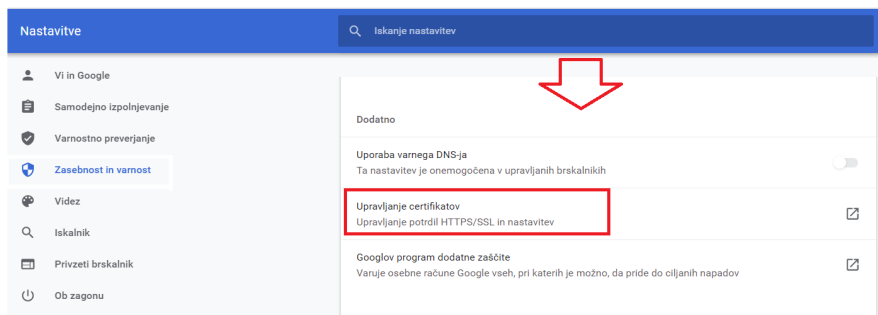 Nastavitve
Iskanje nastavitev
Vi in Google
Samodejno izpolnjevanje
Varnostno preverjanje
Zasebnost in varnost
Videz
Iskalnik
Privzeti brskalnik
Ob zagonu
Dodatno
Uporaba varnega DNS-ja
Ta nastavitev je onemogočena v upravljanih brskalnikih
Upravljanje certifikatov
Upravljanje potrdil HTTPS/SSL in nastavitev
Googlov program dodatne zaščite
Varuje osebne račune Google vseh, pri katerih je možno, da pride do ciljanih napadov